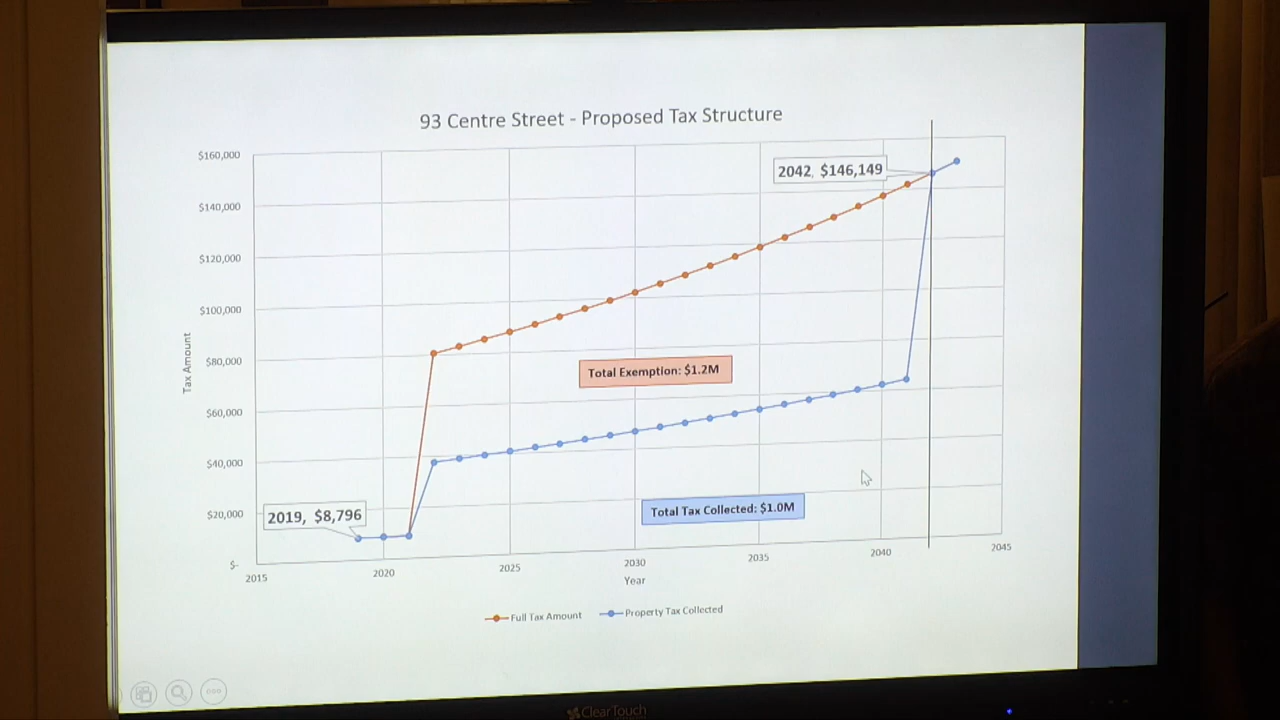 93 Centre Street - Proposed Tax Structure
$160,000
$140,000
$120,000
$100,000
$80,000
$60,000
$40,000
$20,000
$-
Tax Amount
2042, $146,149
Total Exemption: $1.2M
2019, $8,796
Total Tax Collected: $1.0M
2015
2020
2025
2030
2035
2040
2045
Year
Full Tax Amount
Property Tax Collected
ClearTouch